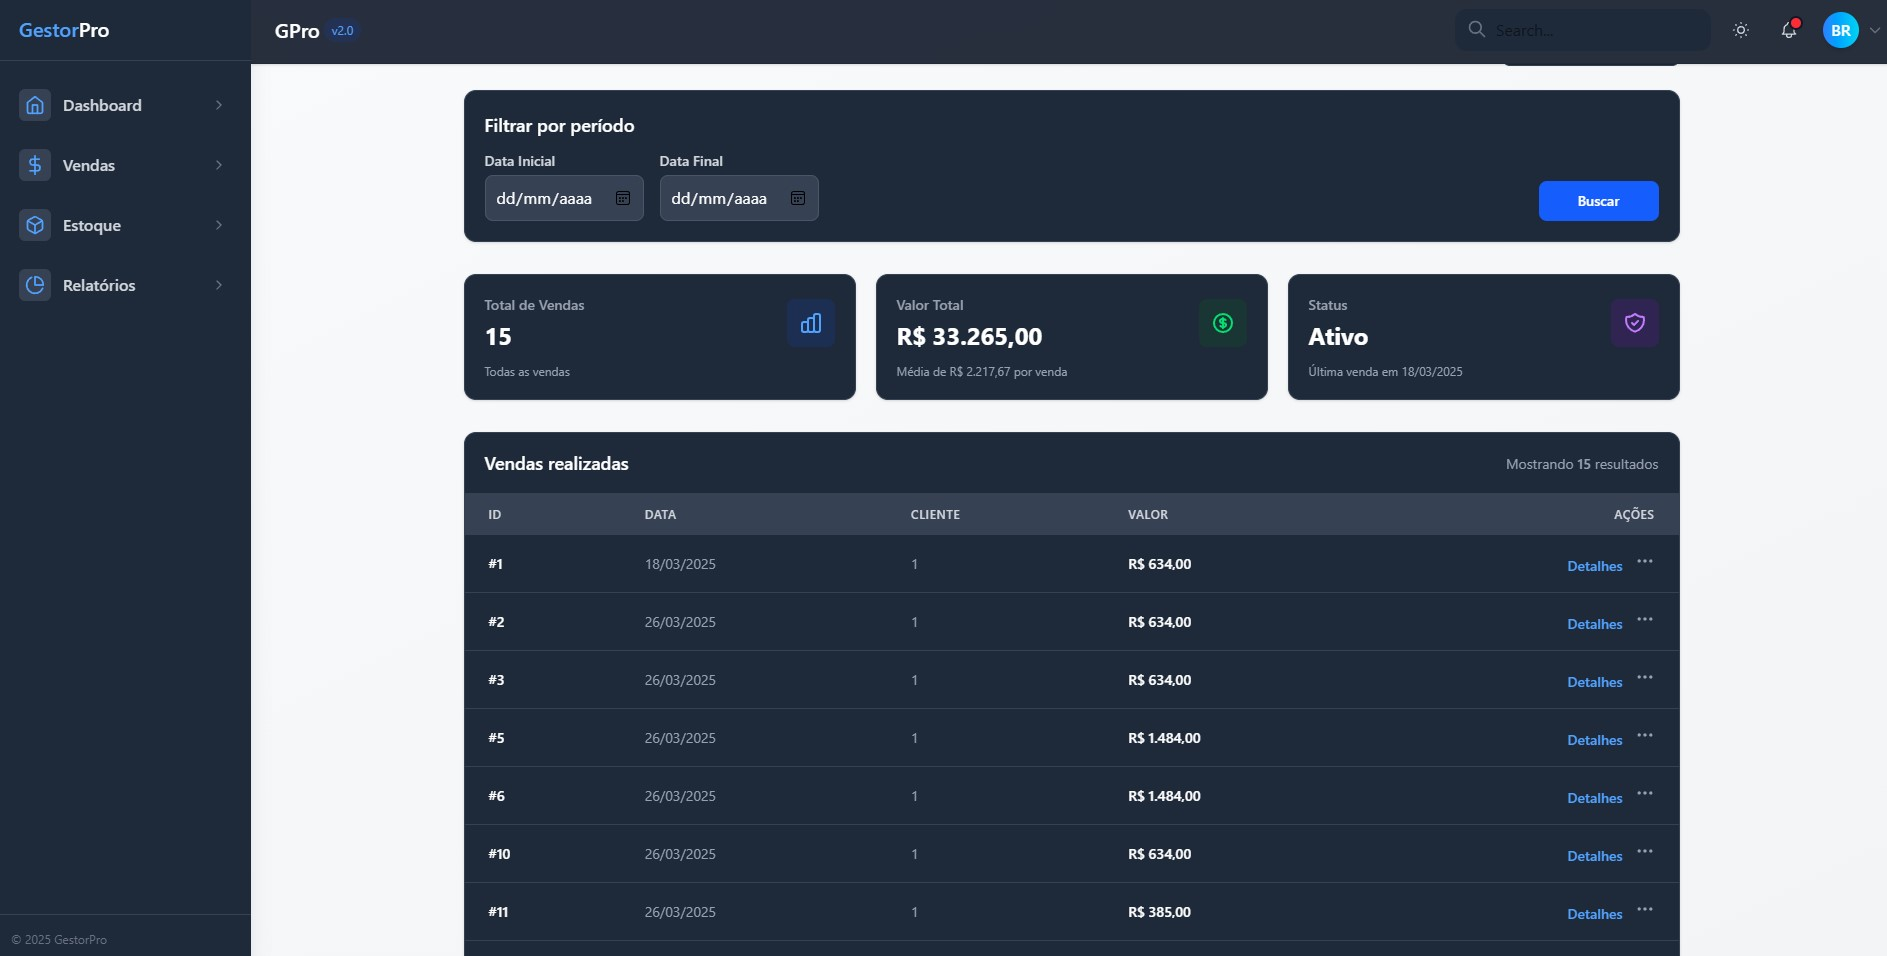 GestorPro
GPro v2.0
Search...
BR
Dashboard
Vendas
Estoque
Relatórios
© 2025 GestorPro
Filtrar por período
Data Inicial
Data Final
dd/mm/aaaa
dd/mm/aaaa
Buscar
Total de Vendas
15
Todas as vendas
Valor Total
R$ 33.265,00
Média de R$ 2.217,67 por venda
Status
Ativo
Última venda em 18/03/2025
Vendas realizadas
Mostrando 15 resultados
ID DATA CLIENTE VALOR AÇÕES
#1 18/03/2025 1 R$ 634,00 Detalhes ...
#2 26/03/2025 1 R$ 634,00 Detalhes ...
#3 26/03/2025 1 R$ 634,00 Detalhes ...
#5 26/03/2025 1 R$ 1.484,00 Detalhes ...
#6 26/03/2025 1 R$ 1.484,00 Detalhes ...
#10 26/03/2025 1 R$ 634,00 Detalhes ...
#11 26/03/2025 1 R$ 385,00 Detalhes ...